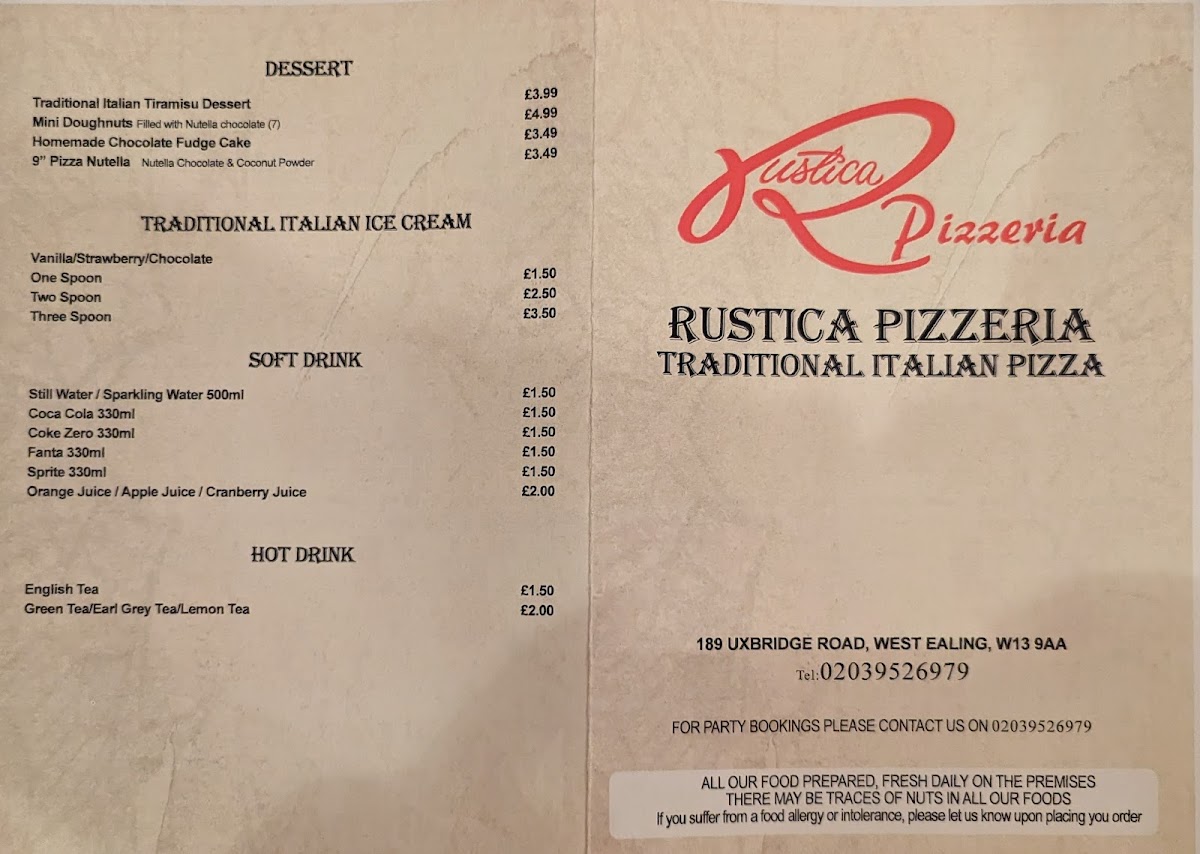 DESSERT
Traditional Italian Tiramisu Dessert £3.99
Mini Doughnuts Filled with Nutella chocolate (7) £4.99
Homemade Chocolate Fudge Cake £3.49
9” Pizza Nutella Nutella Chocolate & Coconut Powder £3.49
TRADITIONAL ITALIAN ICE CREAM
Vanilla/Strawberry/Chocolate
One Spoon £1.50
Two Spoon £2.50
Three Spoon £3.50
SOFT DRINK
Still Water / Sparkling Water 500ml £1.50
Coca Cola 330ml £1.50
Coke Zero 330ml £1.50
Fanta 330ml £1.50
Sprite 330ml £1.50
Orange Juice / Apple Juice / Cranberry Juice £2.00
HOT DRINK
English Tea £1.50
Green Tea/Earl Grey Tea/Lemon Tea £2.00
Rustica
Pizzeria
RUSTICA PIZZERIA
TRADITIONAL ITALIAN PIZZA
189 UXBRIDGE ROAD, WEST EALING, W13 9AA
Tel:02039526979
FOR PARTY BOOKINGS PLEASE CONTACT US ON 02039526979
ALL OUR FOOD PREPARED, FRESH DAILY ON THE PREMISES
THERE MAY BE TRACES OF NUTS IN ALL OUR FOODS
If you suffer from a food allergy or intolerance, please let us know upon placing you order